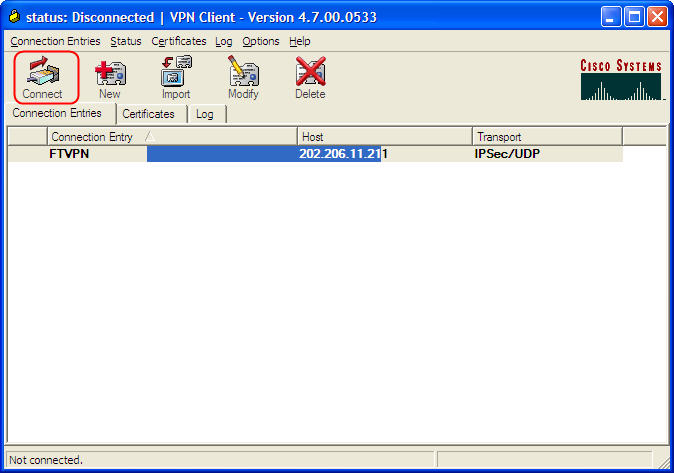 status: Disconnected | VPN Client - Version 4.7.00.0533
Connection Entries Status Certificates Log Options Help
Connect New Import Modify Delete
CISCO SYSTEMS
Connection Entries Certificates Log
Connection Entry Host Transport
FTVPN 202.206.11.211 IPSec/UDP
Not connected.